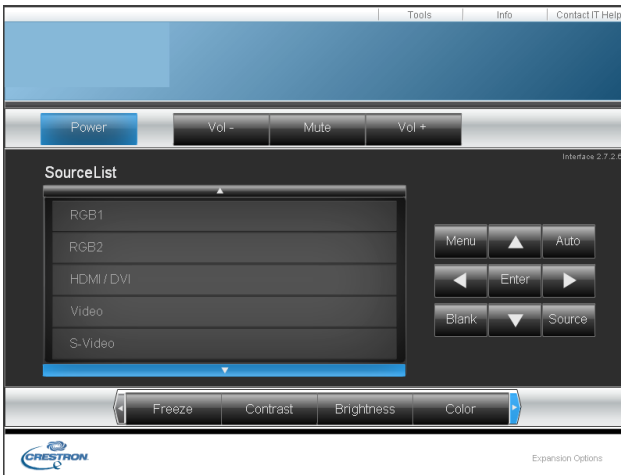 Tools Info Contact IT Help
Power Vol - Mute Vol +
Interface 2.7.2.6
SourceList
RGB1
RGB2
HDMI / DVI
Video
S-Video
Menu Auto
Enter
Blank Source
Freeze Contrast Brightness Color
CRESTRON
Expansion Options